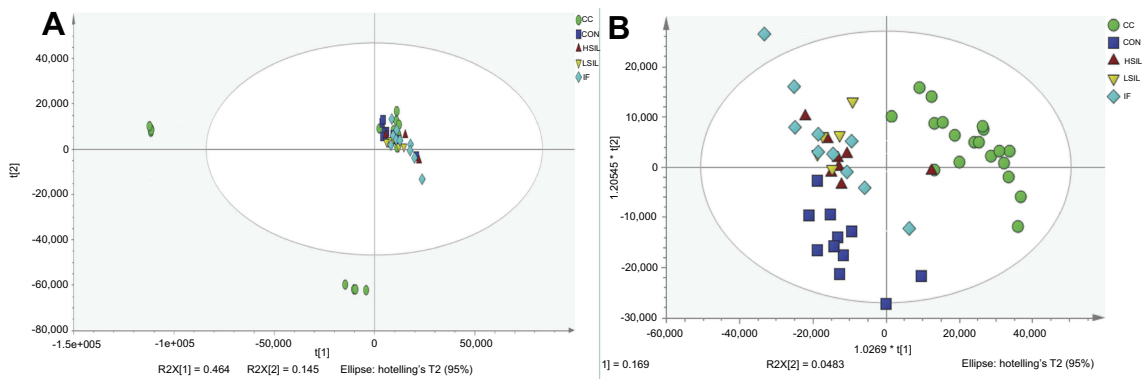 A
CC
CON
HSIL
LSIL
IF
40,000
20,000
0
-20,000
-40,000
-60,000
-80,000
t[2]
-1.5e+005
-1e+005
-50,000
0
50,000
t[1]
R2X[1] = 0.464 R2X[2] = 0.145 Ellipse: hotelling's T2 (95%)
B
CC
CON
HSIL
LSIL
IF
20,000
10,000
0
-10,000
-20,000
-30,000
1.20545 * t[2]
-60,000
-40,000
-20,000
0
20,000
40,000
1.0269 * t[1]
1] = 0.169 R2X[2] = 0.0483 Ellipse: hotelling's T2 (95%)